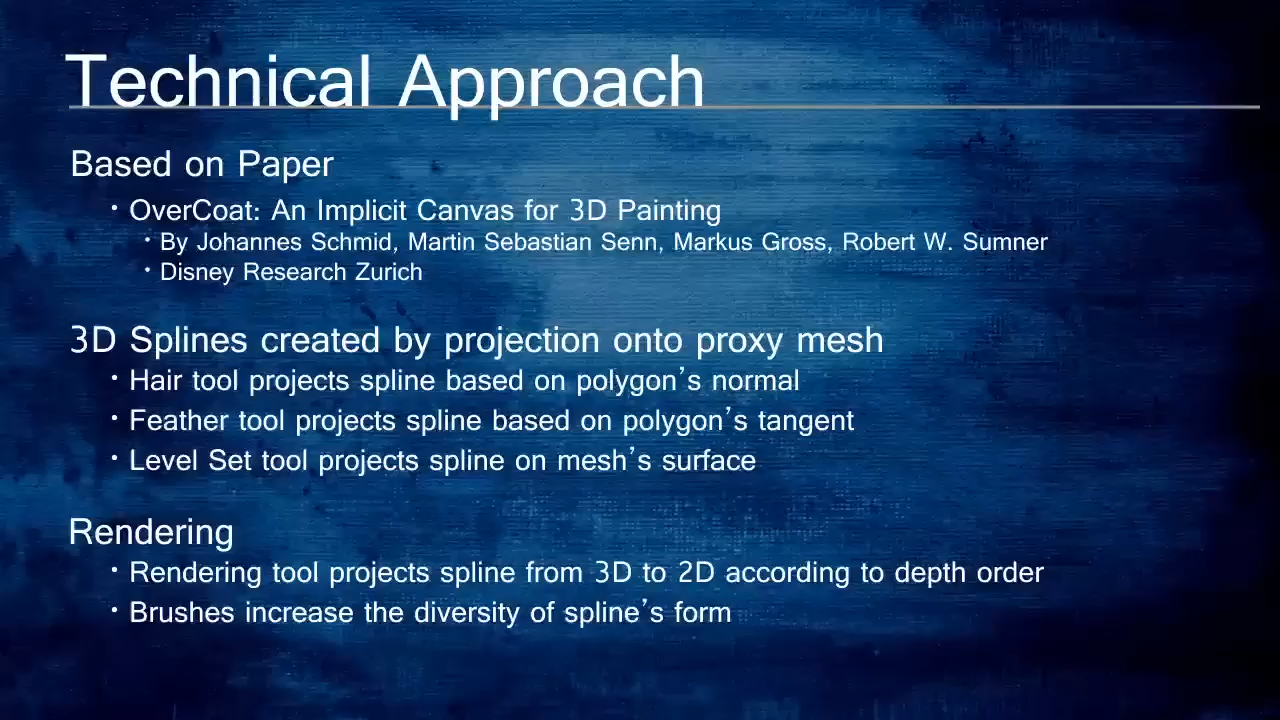 Technical Approach
Based on Paper
• OverCoat: An Implicit Canvas for 3D Painting
• By Johannes Schmid, Martin Sebastian Senn, Markus Gross, Robert W. Sumner
• Disney Research Zurich
3D Splines created by projection onto proxy mesh
• Hair tool projects spline based on polygon’s normal
• Feather tool projects spline based on polygon’s tangent
• Level Set tool projects spline on mesh’s surface
Rendering
• Rendering tool projects spline from 3D to 2D according to depth order
• Brushes increase the diversity of spline’s form